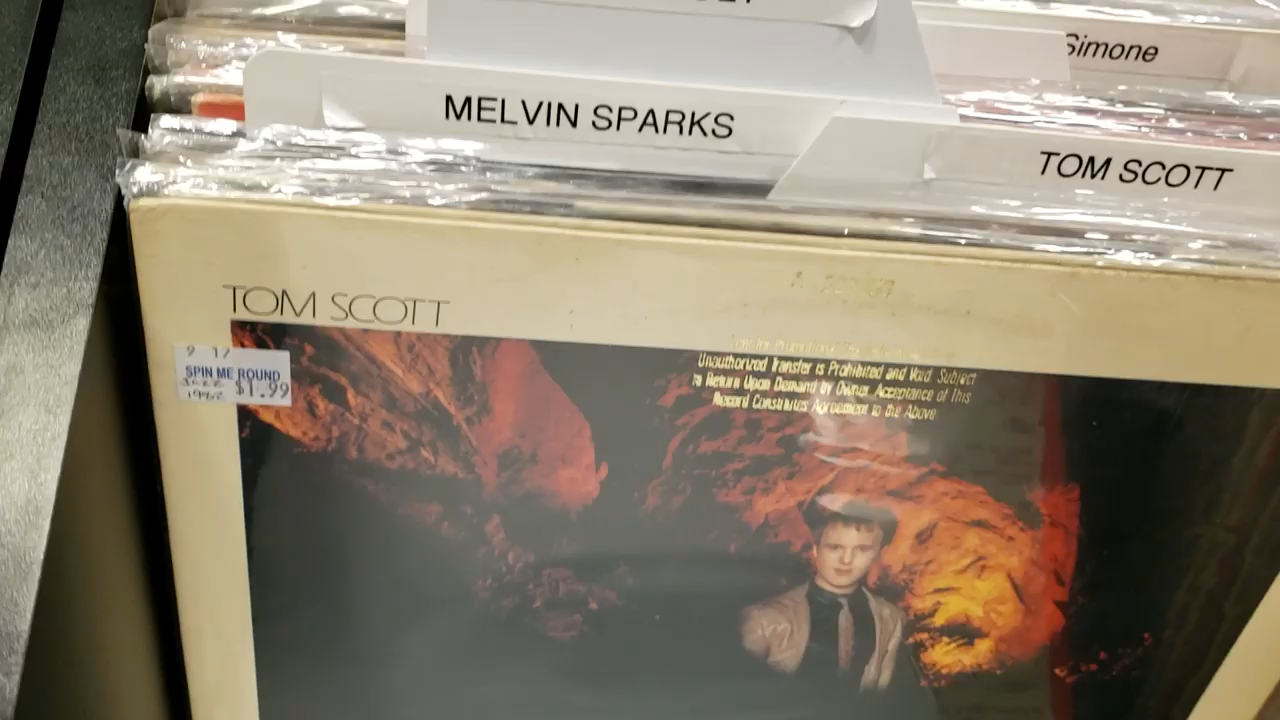 Simone
MELVIN SPARKS
TOM SCOTT
TOM SCOTT
9 17
SPIN ME ROUND
$1.99
1982
Unauthorized Transfer is Prohibited and Void Subject
to Return Upon Demand by Owner Acceptance of This
Record Constitutes Agreement to the Above